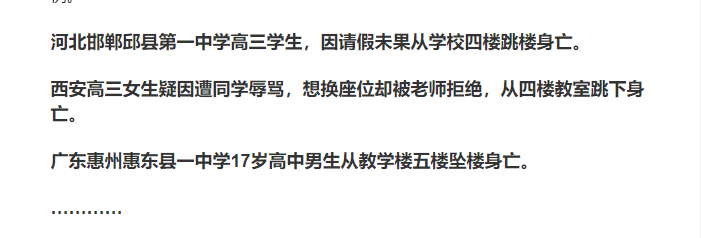 河北邯郸邱县第一中学高三学生，因请假未果从学校四楼跳楼身亡。
西安高三女生疑因遭同学辱骂，想换座位却被老师拒绝，从四楼教室跳下身
亡。
广东惠州惠东县一中学17岁高中男生从教学楼五楼坠楼身亡。
…………